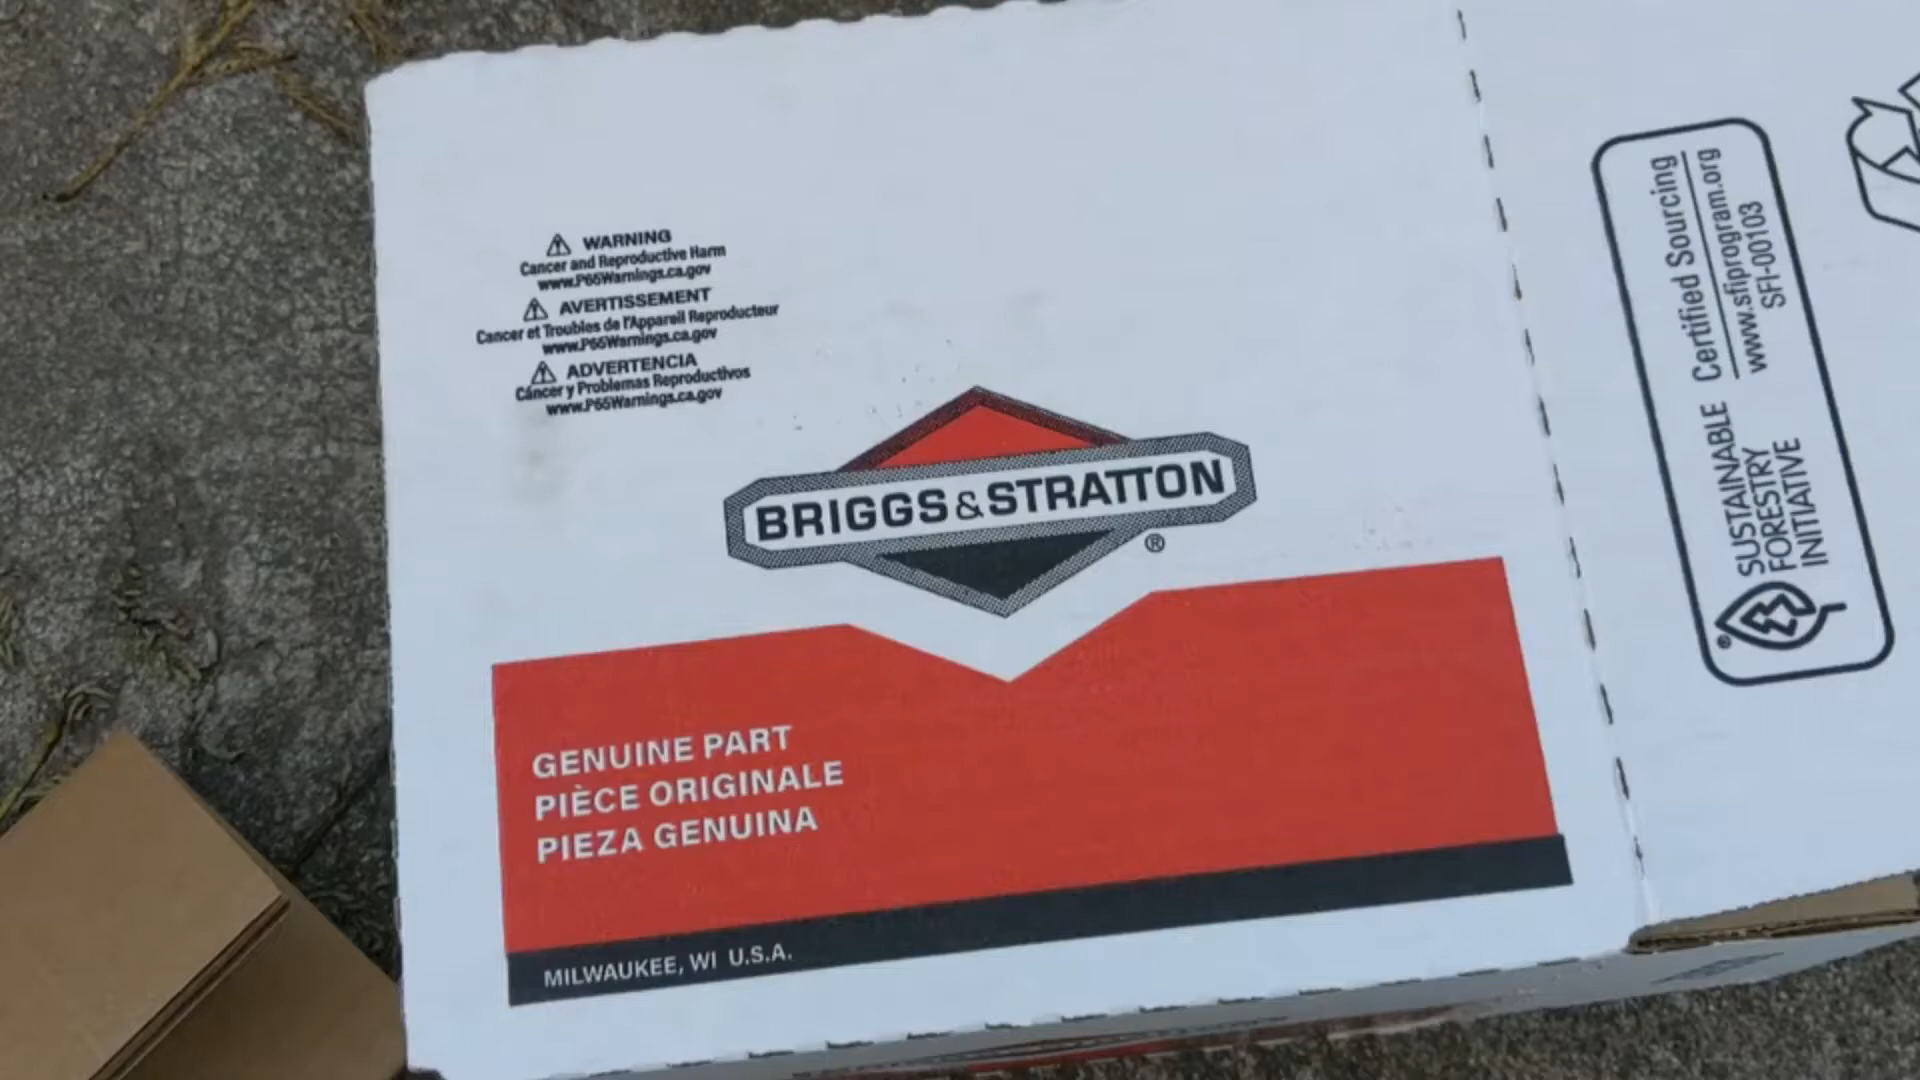 WARNING
Cancer and Reproductive Harm
www.P65Warnings.ca.gov
AVERTISSEMENT
Cancer et Troubles de l'Appareil Reproducteur
www.P65Warnings.ca.gov
ADVERTENCIA
Cáncer y Problemas Reproductivos
www.P65Warnings.ca.gov
BRIGGS & STRATTON
®
GENUINE PART
PIÈCE ORIGINALE
PIEZA GENUINA
MILWAUKEE, WI U.S.A.
SUSTAINABLE
FORESTRY
INITIATIVE
®
Certified Sourcing
www.sfiprogram.org
SFI-00103